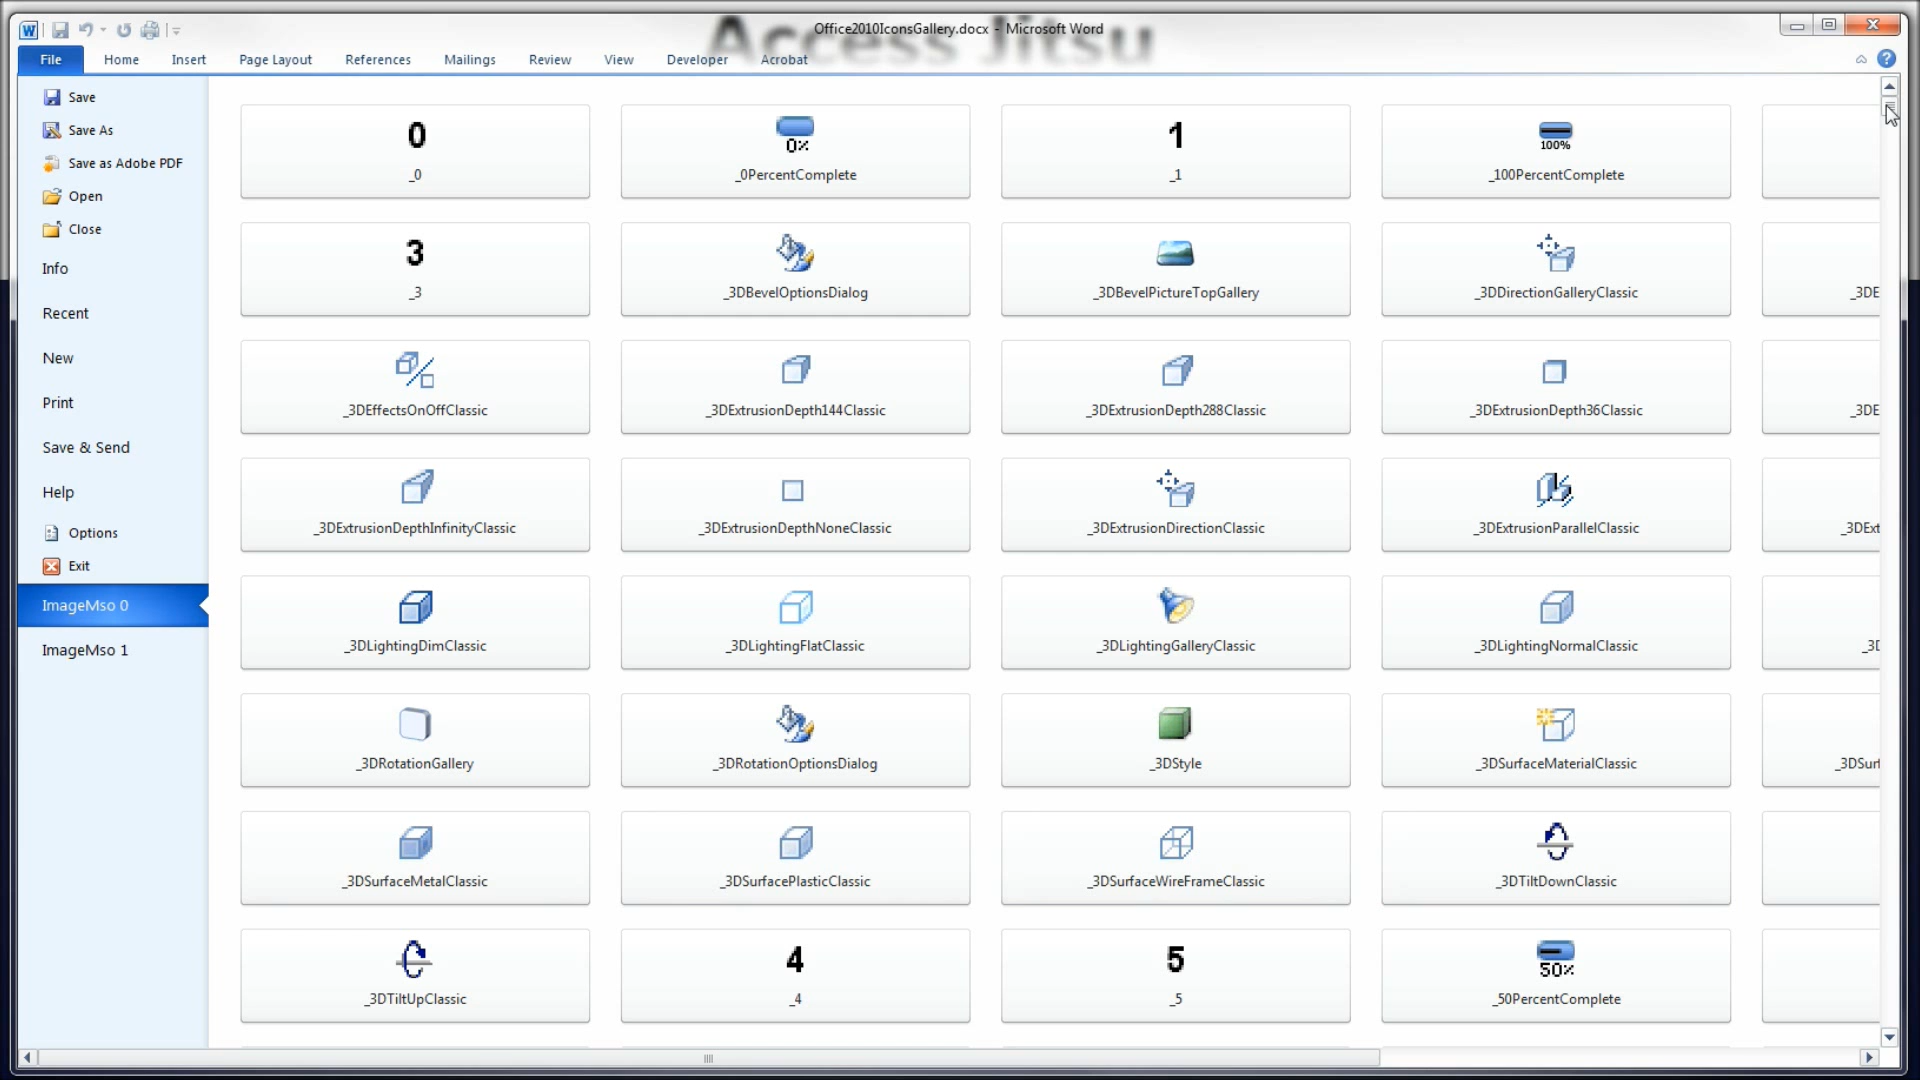 Access Jitsu
Office2010IconsGallery.docx - Microsoft Word
File Home Insert Page Layout References Mailings Review View Developer Acrobat
Save
Save As
Save as Adobe PDF
Open
Close
Info
Recent
New
Print
Save & Send
Help
Options
Exit
ImageMso 0
ImageMso 1
0 0% 1 100%
_0 _0PercentComplete _1 _100PercentComplete
3
_3 _3DBevelOptionsDialog _3DBevelPictureTopGallery _3DDirectionGalleryClassic _3DE
_3DEffectsOnOffClassic _3DExtrusionDepth144Classic _3DExtrusionDepth288Classic _3DExtrusionDepth36Classic _3DE
_3DExtrusionDepthInfinityClassic _3DExtrusionDepthNoneClassic _3DExtrusionDirectionClassic _3DExtrusionParallelClassic _3DExt
_3DLightingDimClassic _3DLightingFlatClassic _3DLightingGalleryClassic _3DLightingNormalClassic
_3DRotationGallery _3DRotationOptionsDialog _3DStyle _3DSurfaceMaterialClassic _3DSurf
_3DSurfaceMetalClassic _3DSurfacePlasticClassic _3DSurfaceWireFrameClassic _3DTiltDownClassic
4 5 50%
_3DTiltUpClassic _4 _5 _50PercentComplete